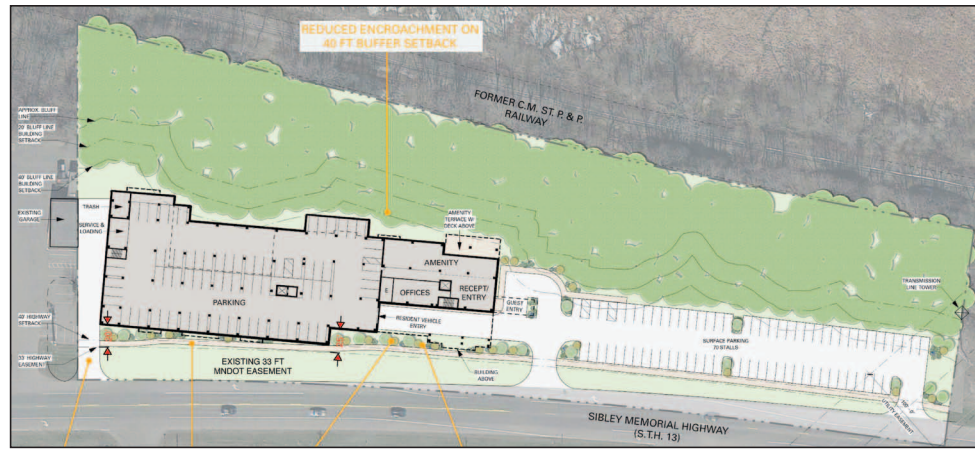 REDUCED ENCROACHMENT ON
40 FT BUFFER SETBACK
FORMER C.M. ST. P. & P.
RAILWAY
APPROX. BLUFF
LINE
20' BLUFF LINE
BUILDING
SETBACK
40' BLUFF LINE
BUILDING
SETBACK
EXISTING
GARAGE
TRASH
SERVICE &
LOADING
AMENITY
TERRACE W/
DECK ABOVE
AMENITY
E
OFFICES
RECEPT/
ENTRY
PARKING
GUEST
ENTRY
RESIDENT VEHICLE
ENTRY
TRANSMISSION
LINE TOWER
40' HIGHWAY
SETBACK
33' HIGHWAY
EASEMENT
EXISTING 33 FT
MNDOT EASEMENT
BUILDING
ABOVE
SURFACE PARKING
70 STALLS
UTILITY EASEMENT
SIBLEY MEMORIAL HIGHWAY
(S.T.H. 13)